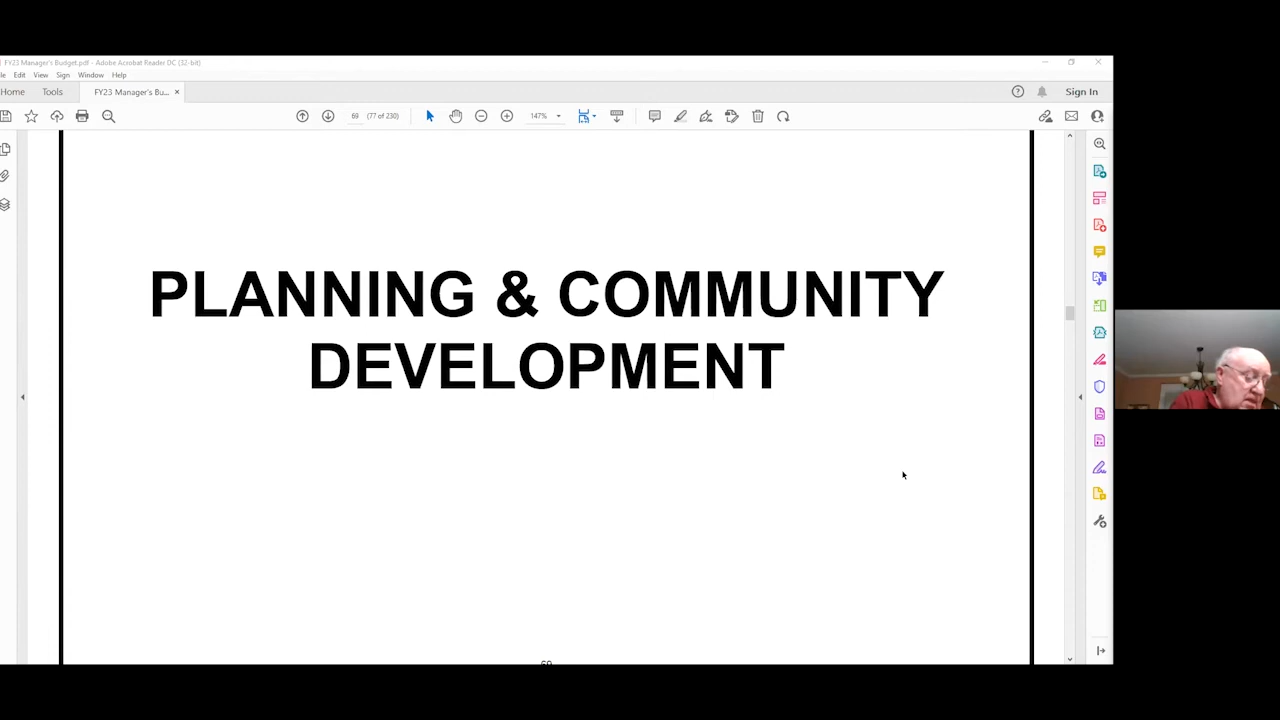 FY23 Manager's Budget.pdf - Adobe Acrobat Reader DC (32-bit)
Edit View Sign Window Help
Home Tools FY23 Manager's Bu... × Sign In
69 (77 of 230) 147%
PLANNING & COMMUNITY
DEVELOPMENT
69